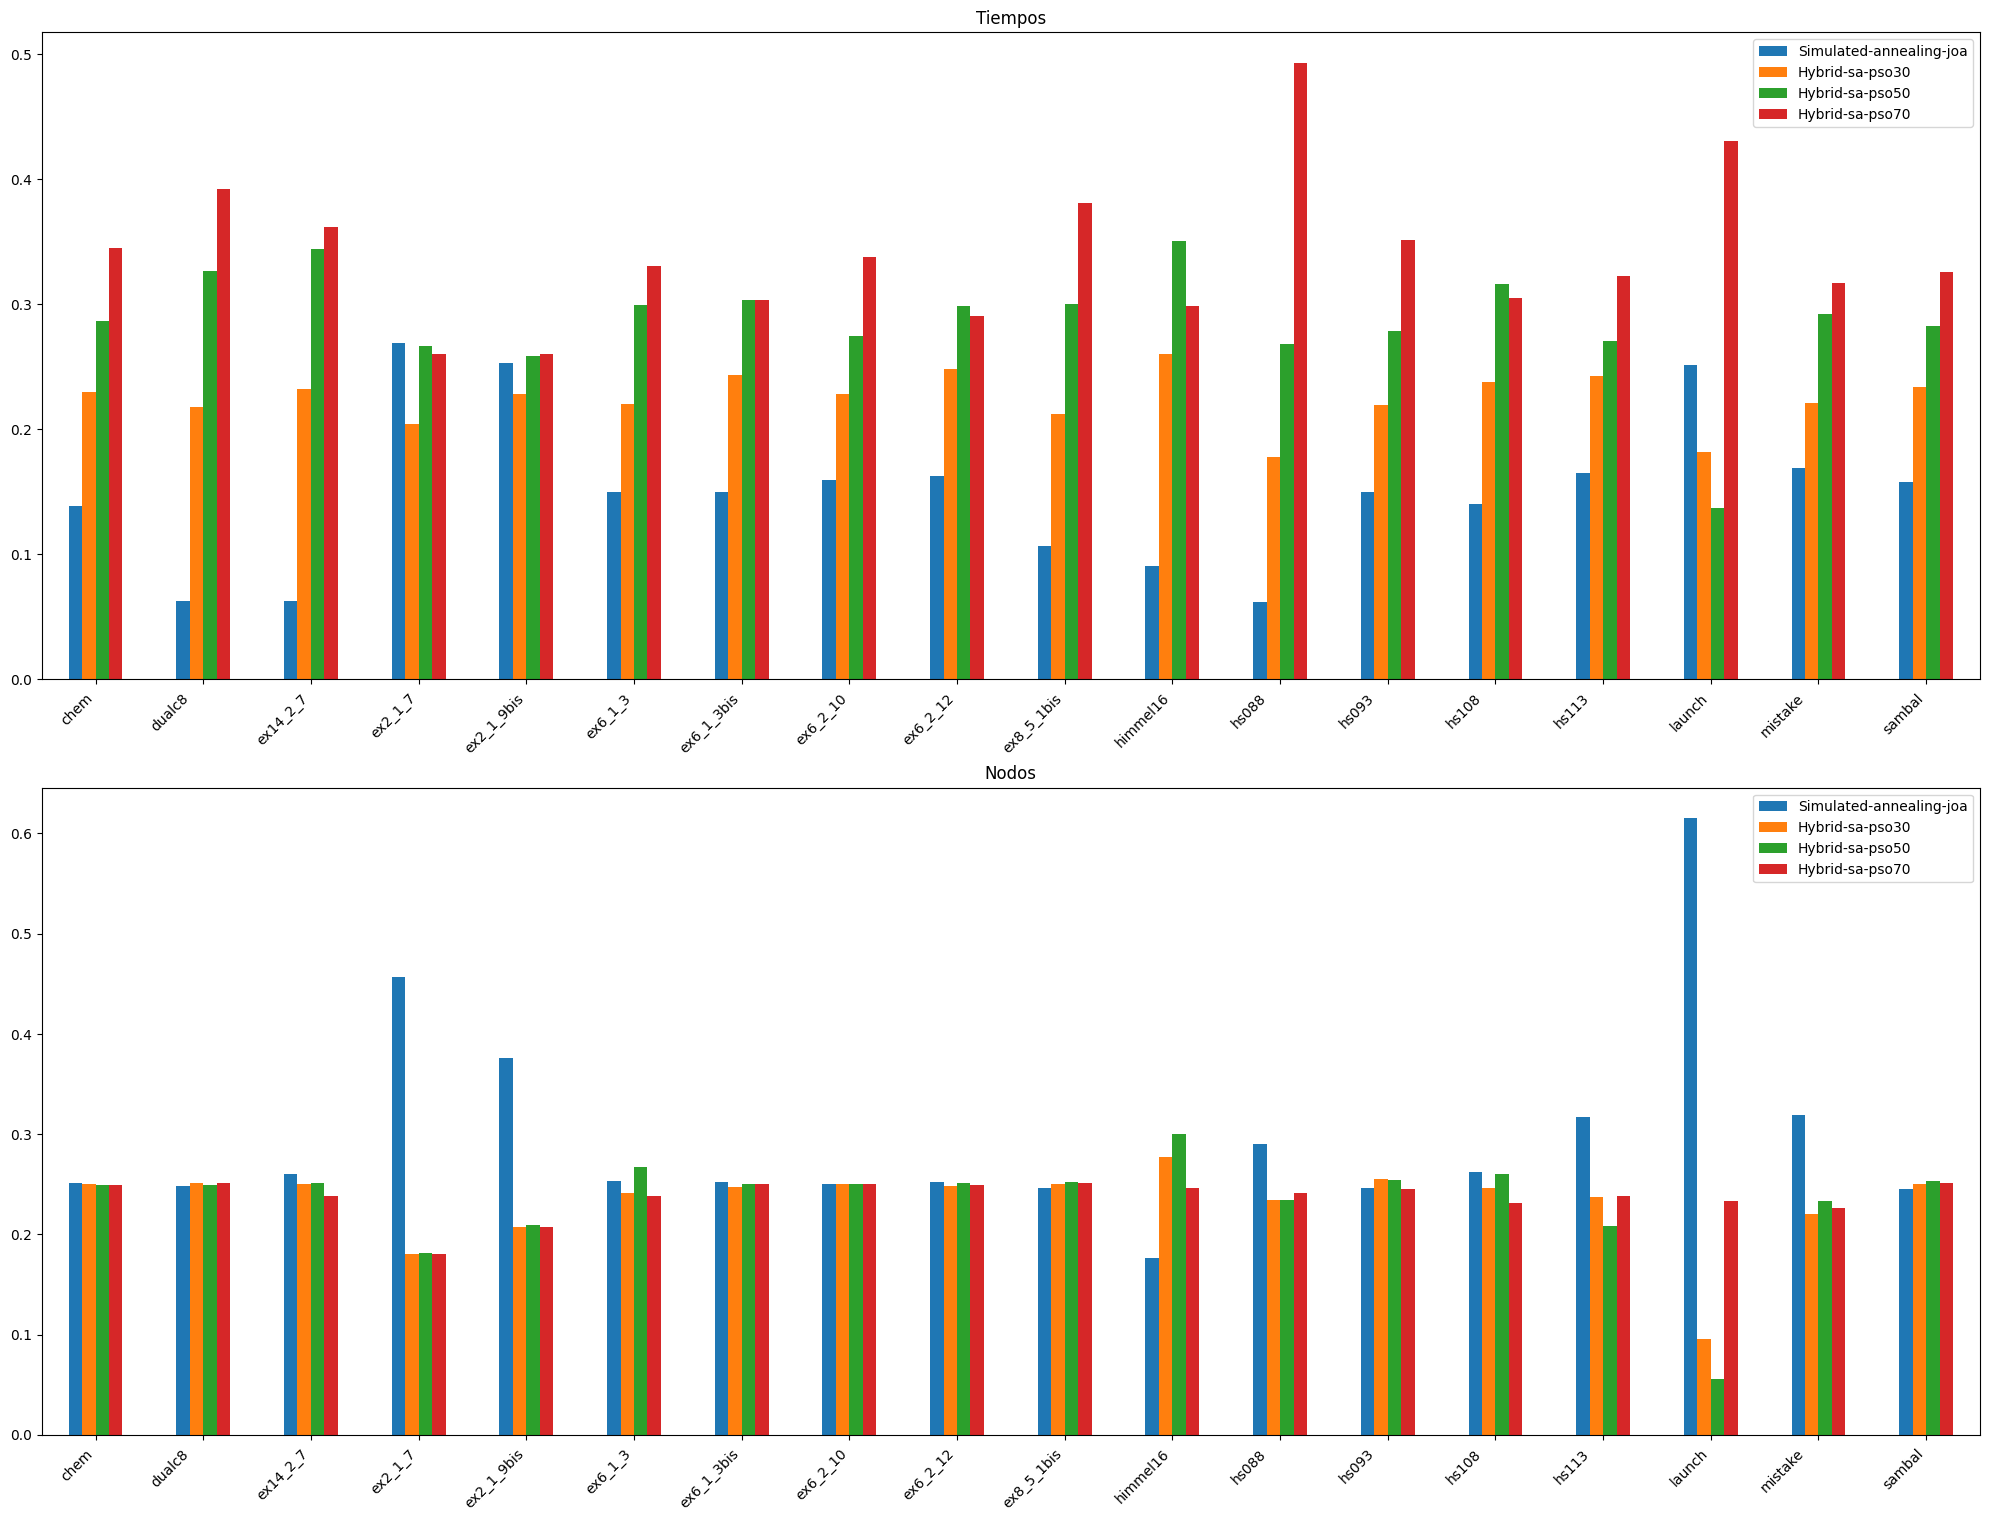 Tiempos
0.5
0.4
0.3
0.2
0.1
0.0
Simulated-annealing-joa
Hybrid-sa-pso30
Hybrid-sa-pso50
Hybrid-sa-pso70
chem
dualc8
ex14_2_7
ex2_1_7
ex2_1_9bis
ex6_1_3
ex6_1_3bis
ex6_2_10
ex6_2_12
ex8_5_1bis
himmel16
hs088
hs093
hs108
hs113
launch
mistake
sambal
Nodos
0.6
0.5
0.4
0.3
0.2
0.1
0.0
Simulated-annealing-joa
Hybrid-sa-pso30
Hybrid-sa-pso50
Hybrid-sa-pso70
chem
dualc8
ex14_2_7
ex2_1_7
ex2_1_9bis
ex6_1_3
ex6_1_3bis
ex6_2_10
ex6_2_12
ex8_5_1bis
himmel16
hs088
hs093
hs108
hs113
launch
mistake
sambal